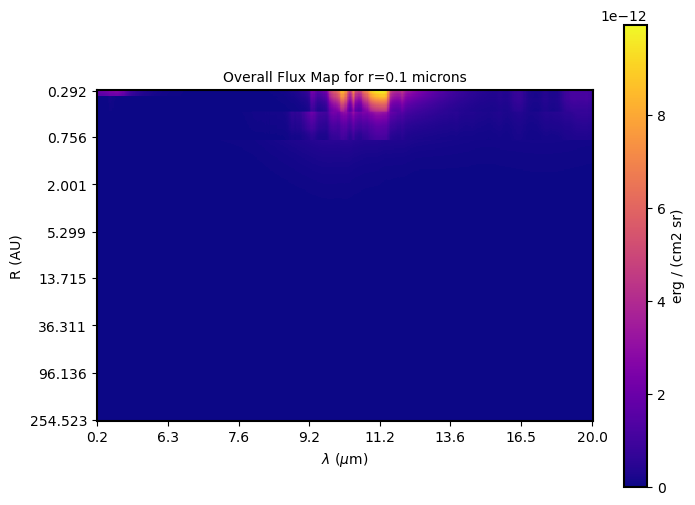 1e−12
Overall Flux Map for r=0.1 microns
0.292
0.756
2.001
5.299
13.715
36.311
96.136
254.523
R (AU)
0.2 6.3 7.6 9.2 11.2 13.6 16.5 20.0
λ (μm)
8
6
4
2
0
erg / (cm2 sr)